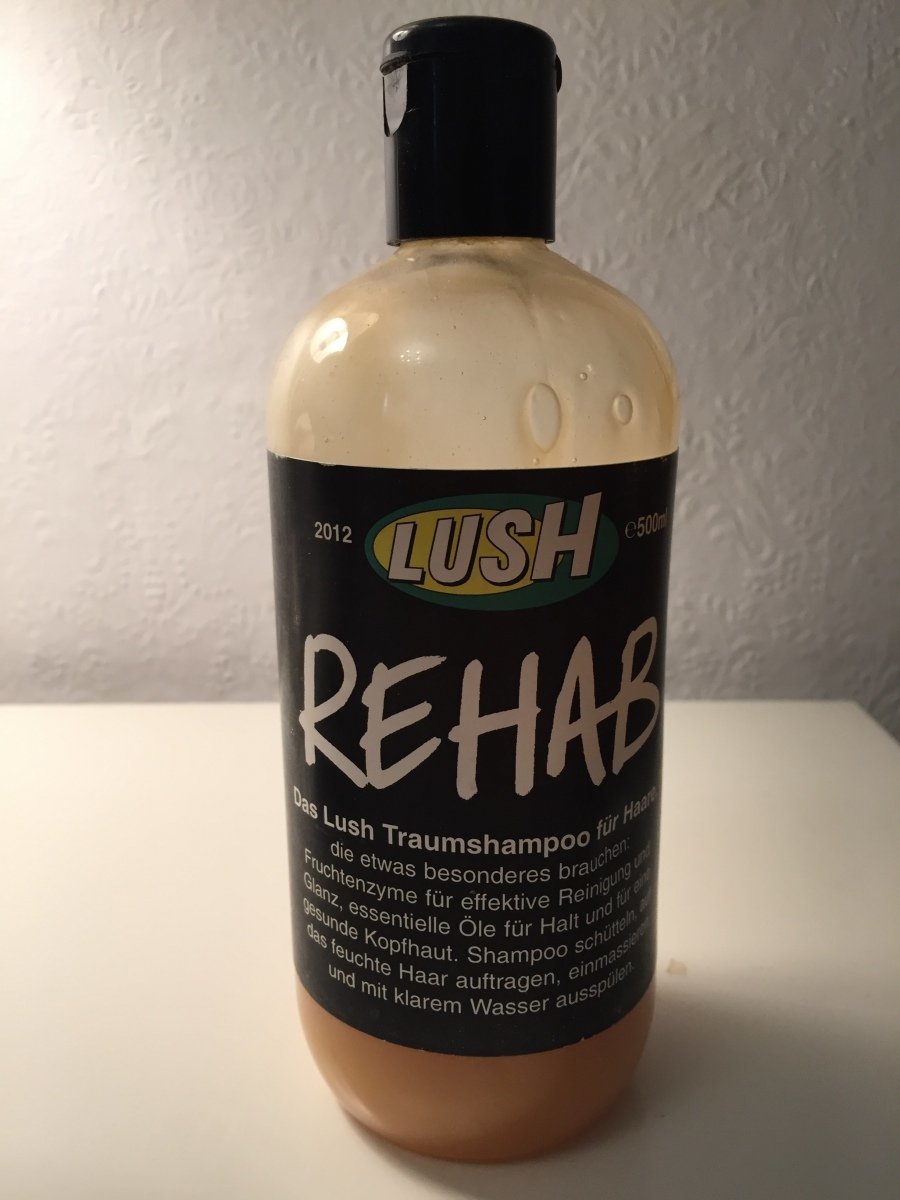 2012 LUSH ℮500ml
REHAB
Das Lush Traumshampoo für Haare,
die etwas besonderes brauchen:
Fruchtenzyme für effektive Reinigung und
Glanz, essentielle Öle für Halt und für eine
gesunde Kopfhaut. Shampoo schütteln, auf
das feuchte Haar auftragen, einmassieren
und mit klarem Wasser ausspülen.